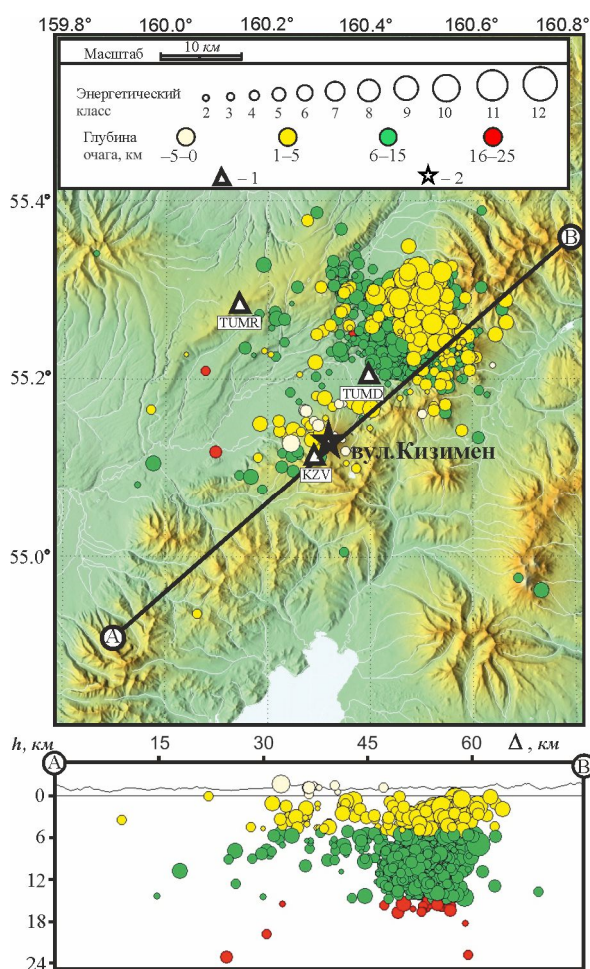 159.8° 160.0° 160.2° 160.4° 160.6° 160.8°
Масштаб 10 км
Энергетический класс
2 3 4 5 6 7 8 9 10 11 12
Глубина очага, км
–5–0 1–5 6–15 16–25
– 1 – 2
55.4°
B
TUMR
55.2°
TUMD
вул.Кизимен
KZV
55.0°
A
h, км 15 30 45 60 Δ , км
A B
0
6
12
18
24